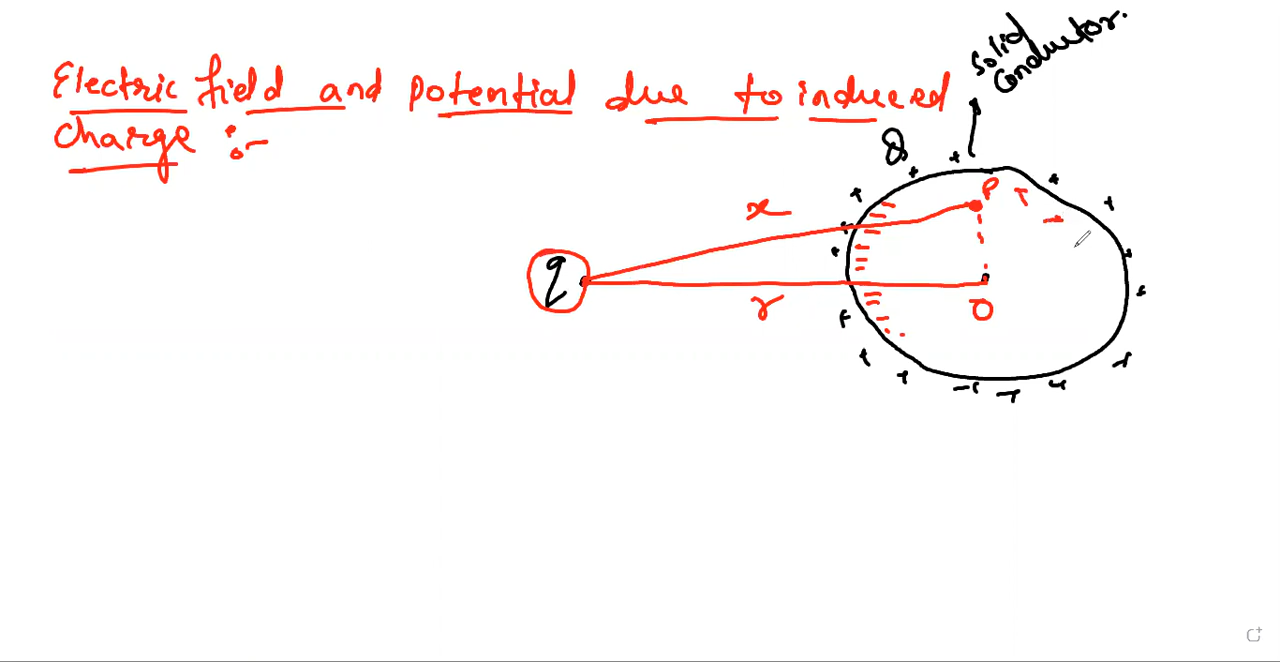 Electric field and potential due to induced
charge :-
Solid
Conductor.
Q
P
x
q
r
O